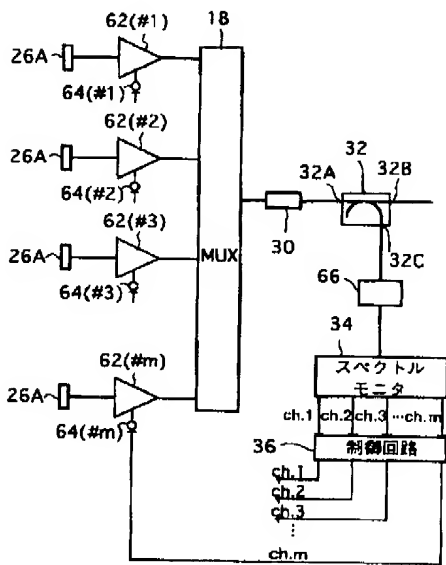 62(#1)
18
26A
64(#1)
62(#2)
26A
64(#2)
62(#3)
26A
64(#3)
MUX
30
32A
32
32B
32C
66
62(#m)
26A
64(#m)
34
スペクトル
モニタ
ch.1 ch.2 ch.3 …ch.m
36
制御回路
ch.1
ch.2
ch.3
⋮
ch.m